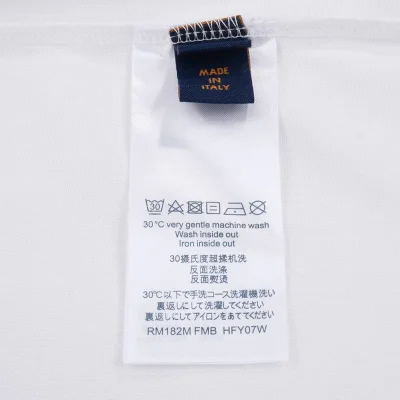 MADE
IN
ITALY
30
30°C very gentle machine wash
Wash inside out
Iron inside out
30摄氏度超揉机洗
反面洗涤
反面熨烫
30℃以下で手洗コース洗濯機洗い
裏返しにして洗濯してください
裏返しにしてアイロンをあててください
RM182M FMB HFY07W